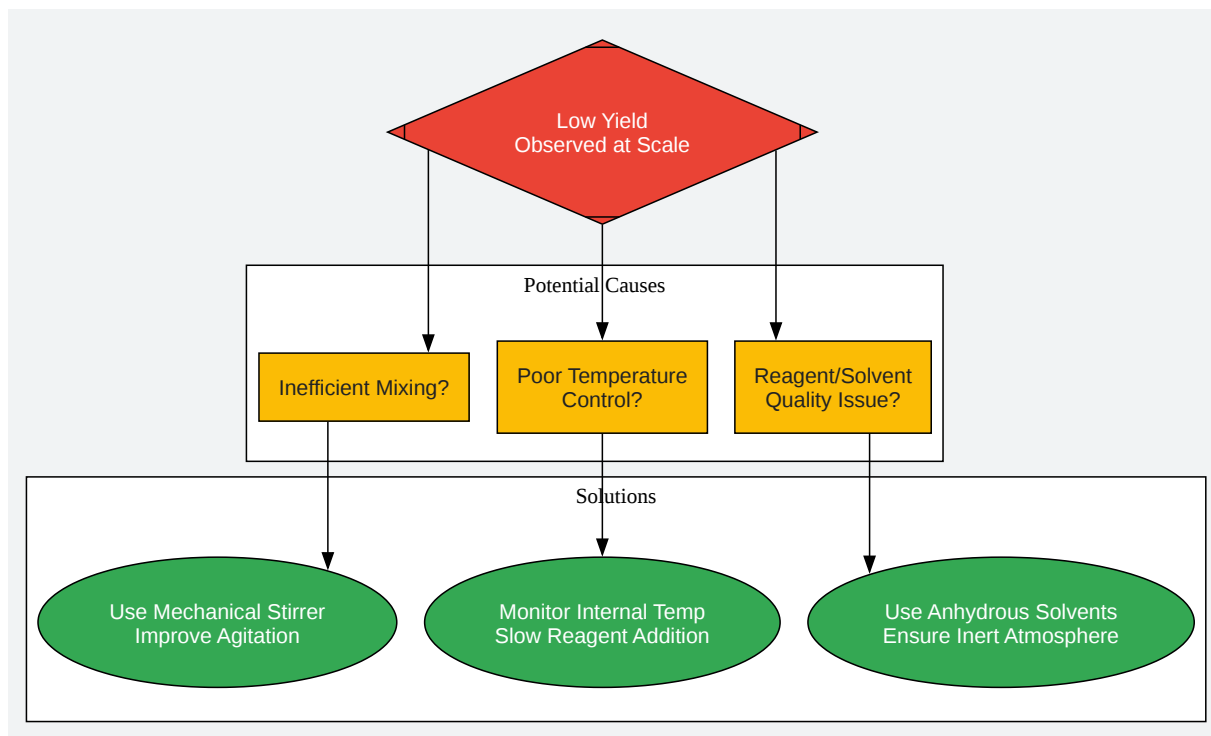 Low Yield
Observed at Scale
Potential Causes
Inefficient Mixing?
Poor Temperature
Control?
Reagent/Solvent
Quality Issue?
Solutions
Use Mechanical Stirrer
Improve Agitation
Monitor Internal Temp
Slow Reagent Addition
Use Anhydrous Solvents
Ensure Inert Atmosphere